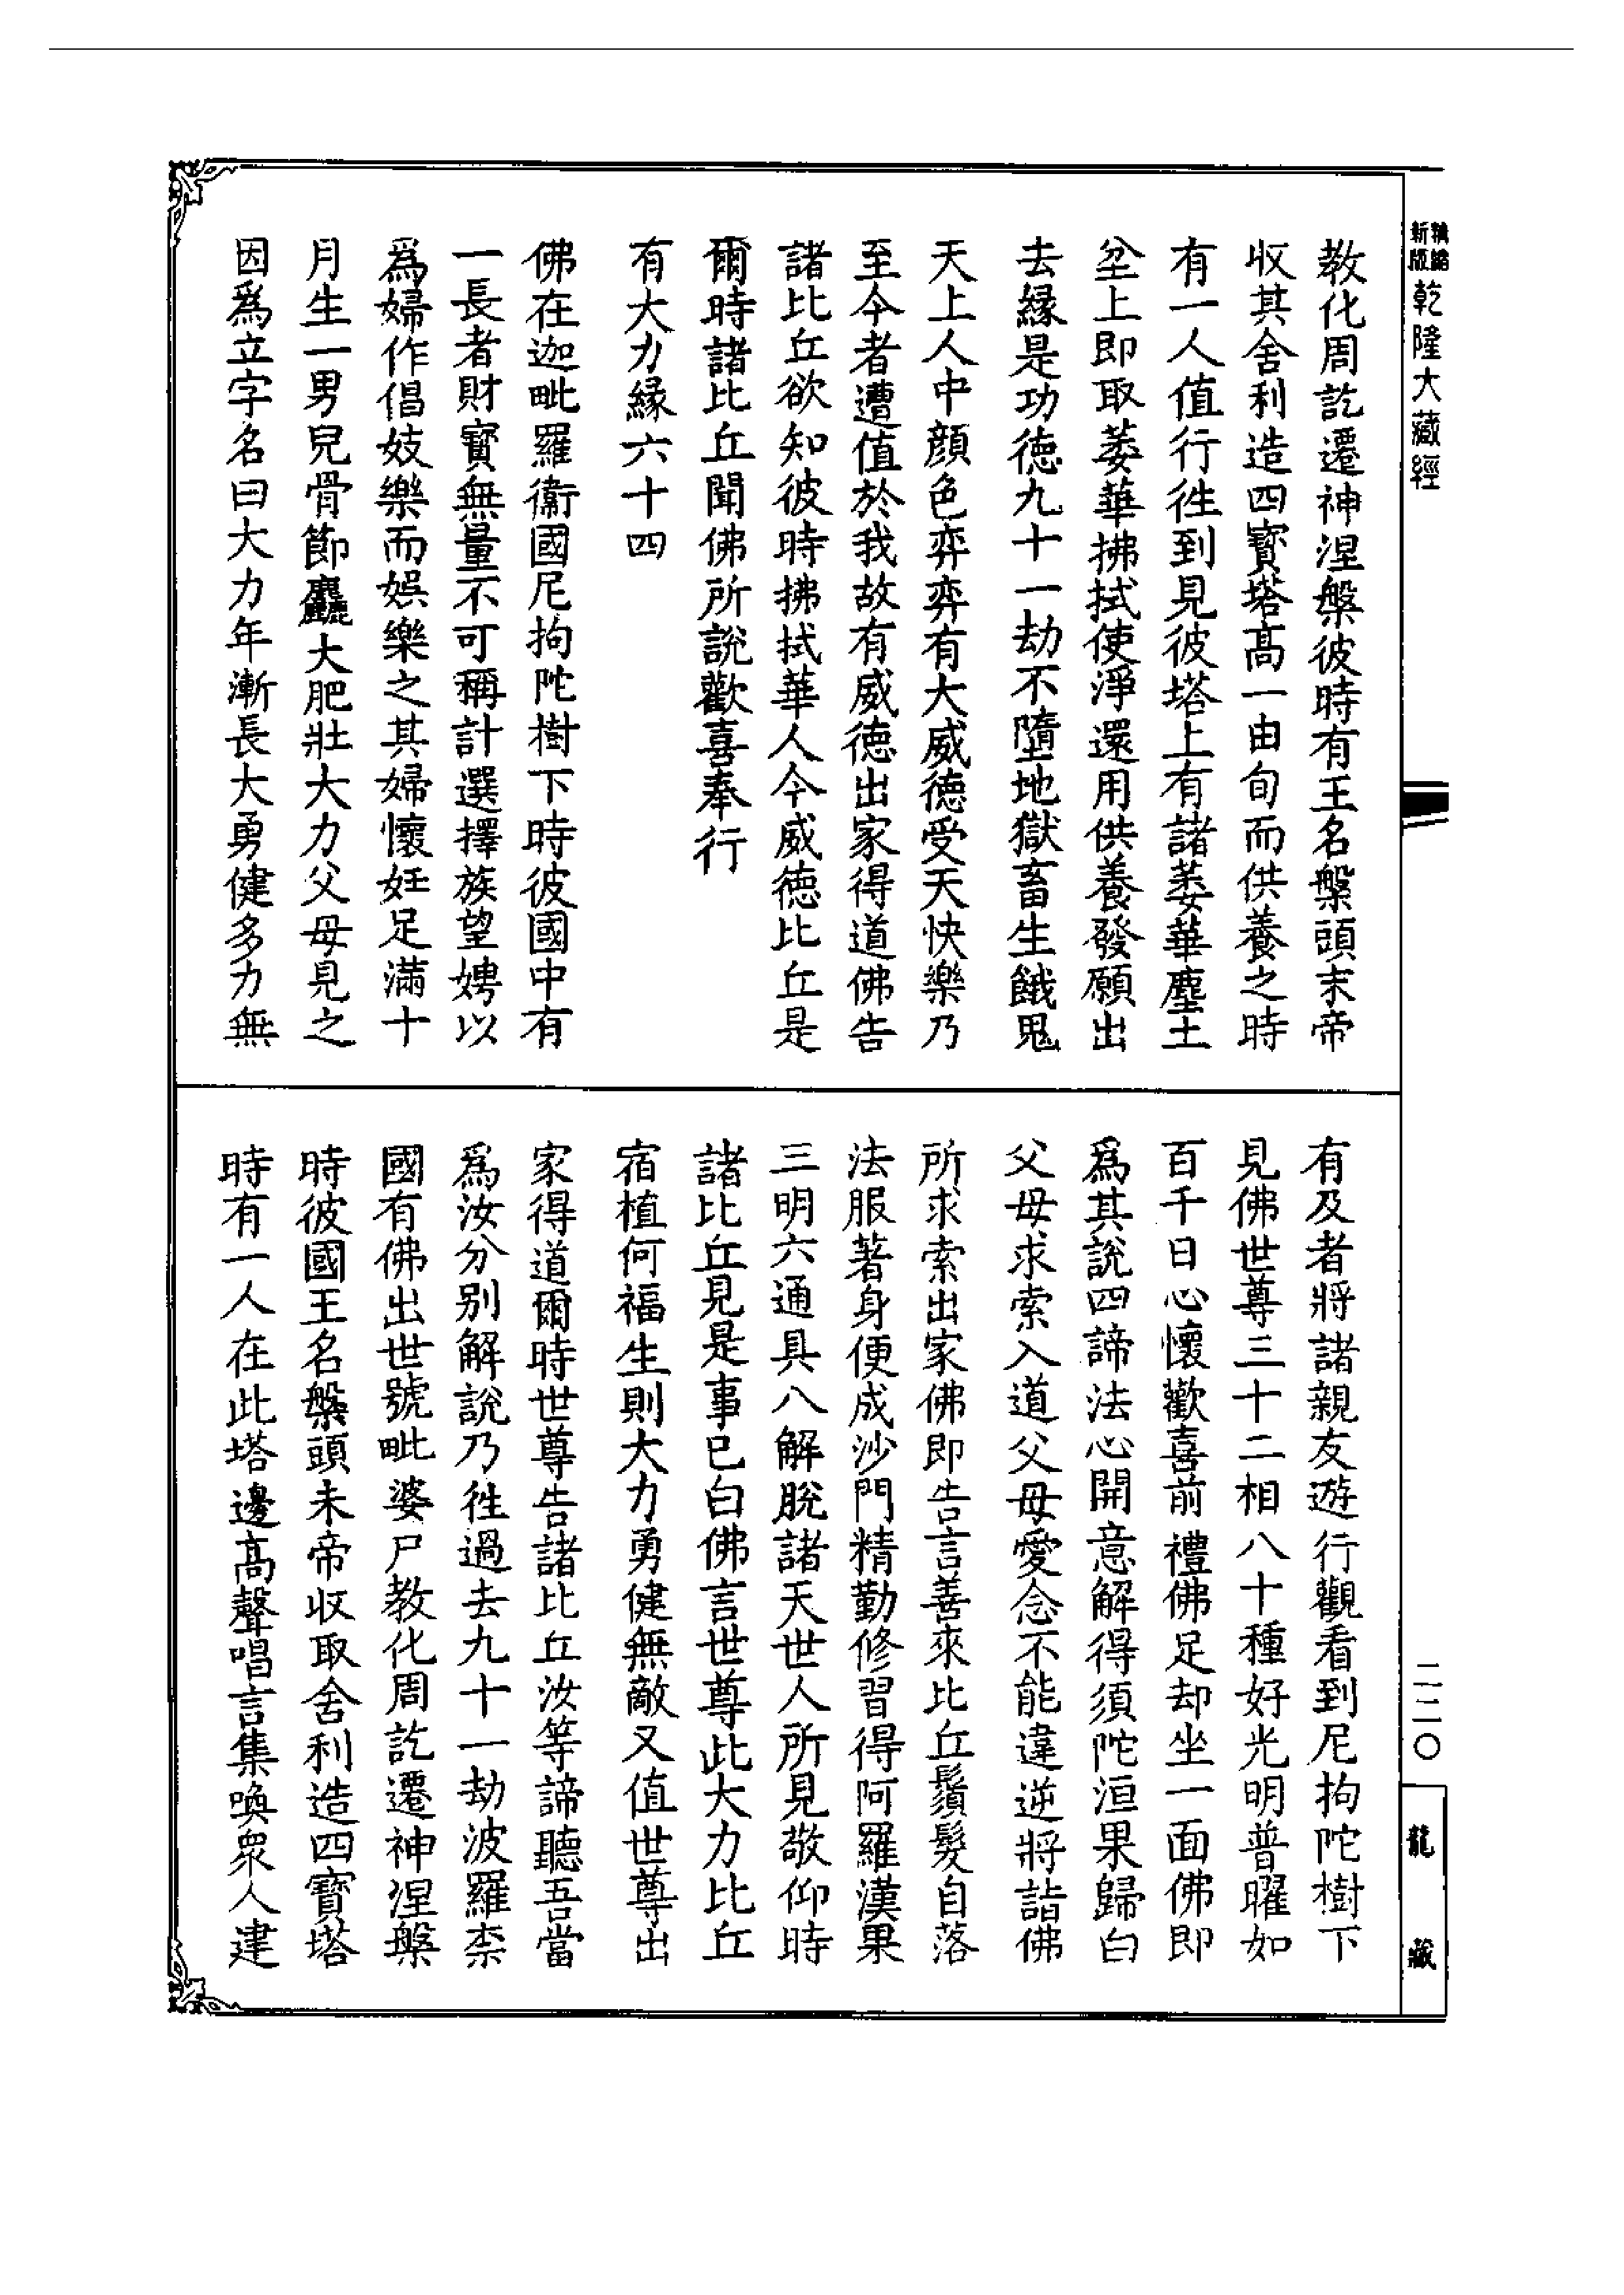 新版精縮乾隆大藏經
教化周訖遷神涅槃彼時有王名槃頭末帝
收其舍利造四寶塔高一由旬而供養之時
有一人值行徃到見彼塔上有諸萎華塵土
坌上即取萎華拂拭使淨還用供養發願出
去緣是功德九十一劫不墮地獄畜生餓鬼
天上人中顏色弈弈有大威德受天快樂乃
至今者遭值於我故有威德出家得道佛告
諸比丘欲知彼時拂拭華人今威德比丘是
爾時諸比丘聞佛所說歡喜奉行
有大力緣六十四
佛在迦毗羅衞國尼拘陀樹下時彼國中有
一長者財寶無量不可稱計選擇族望娉以
爲婦作倡妓樂而娛樂之其婦懷妊足滿十
月生一男兒骨節麤大肥壯大力父母見之
因爲立字名曰大力年漸長大勇健多力無
有及者將諸親友遊行觀看到尼拘陀樹下
見佛世尊三十二相八十種好光明普曜如
百千日心懷歡喜前禮佛足却坐一面佛即
爲其說四諦法心開意解得須陀洹果歸白
父母求索入道父母愛念不能違逆將詣佛
所求索出家佛即告言善來比丘鬚髮自落
法服著身便成沙門精勤修習得阿羅漢果
三明六通具八解脫諸天世人所見敬仰時
諸比丘見是事已白佛言世尊此大力比丘
宿植何福生則大力勇健無敵又值世尊出
家得道爾時世尊告諸比丘汝等諦聽吾當
爲汝分別解說乃徃過去九十一劫波羅柰
國有佛出世號毗婆尸教化周訖遷神涅槃
時彼國王名槃頭末帝收取舍利造四寶塔
時有一人在此塔邊高聲唱言集喚衆人建
二二〇
龍藏